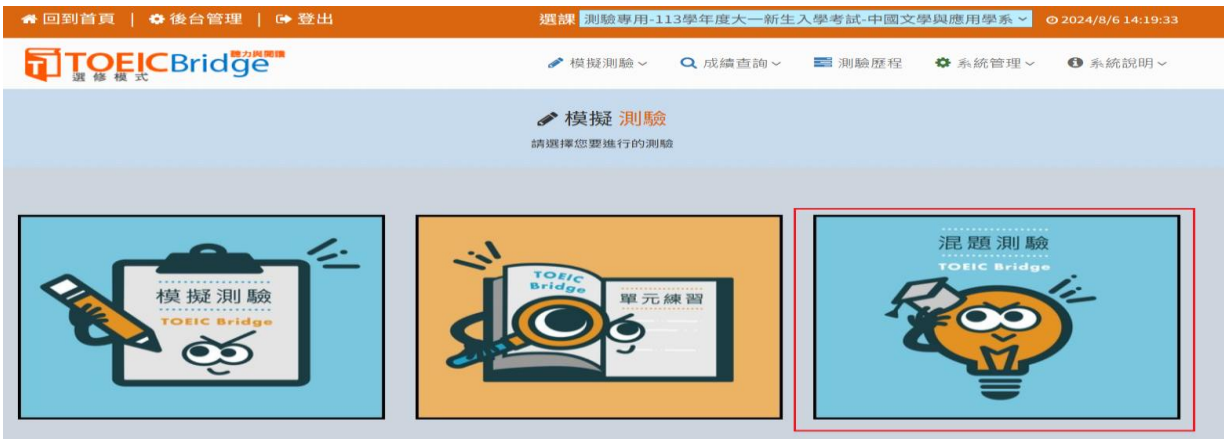 回到首頁 | 後台管理 | 登出
選課 測驗專用-113學年度大一新生入學考試-中國文學與應用學系 2024/8/6 14:19:33
TOEICBridge 聽力與閱讀
選修模式
模擬測驗 成績查詢 測驗歷程 系統管理 系統說明
模擬 測驗
請選擇您要進行的測驗
模擬測驗
TOEIC Bridge
TOEIC
Bridge
單元練習
混題測驗
TOEIC Bridge